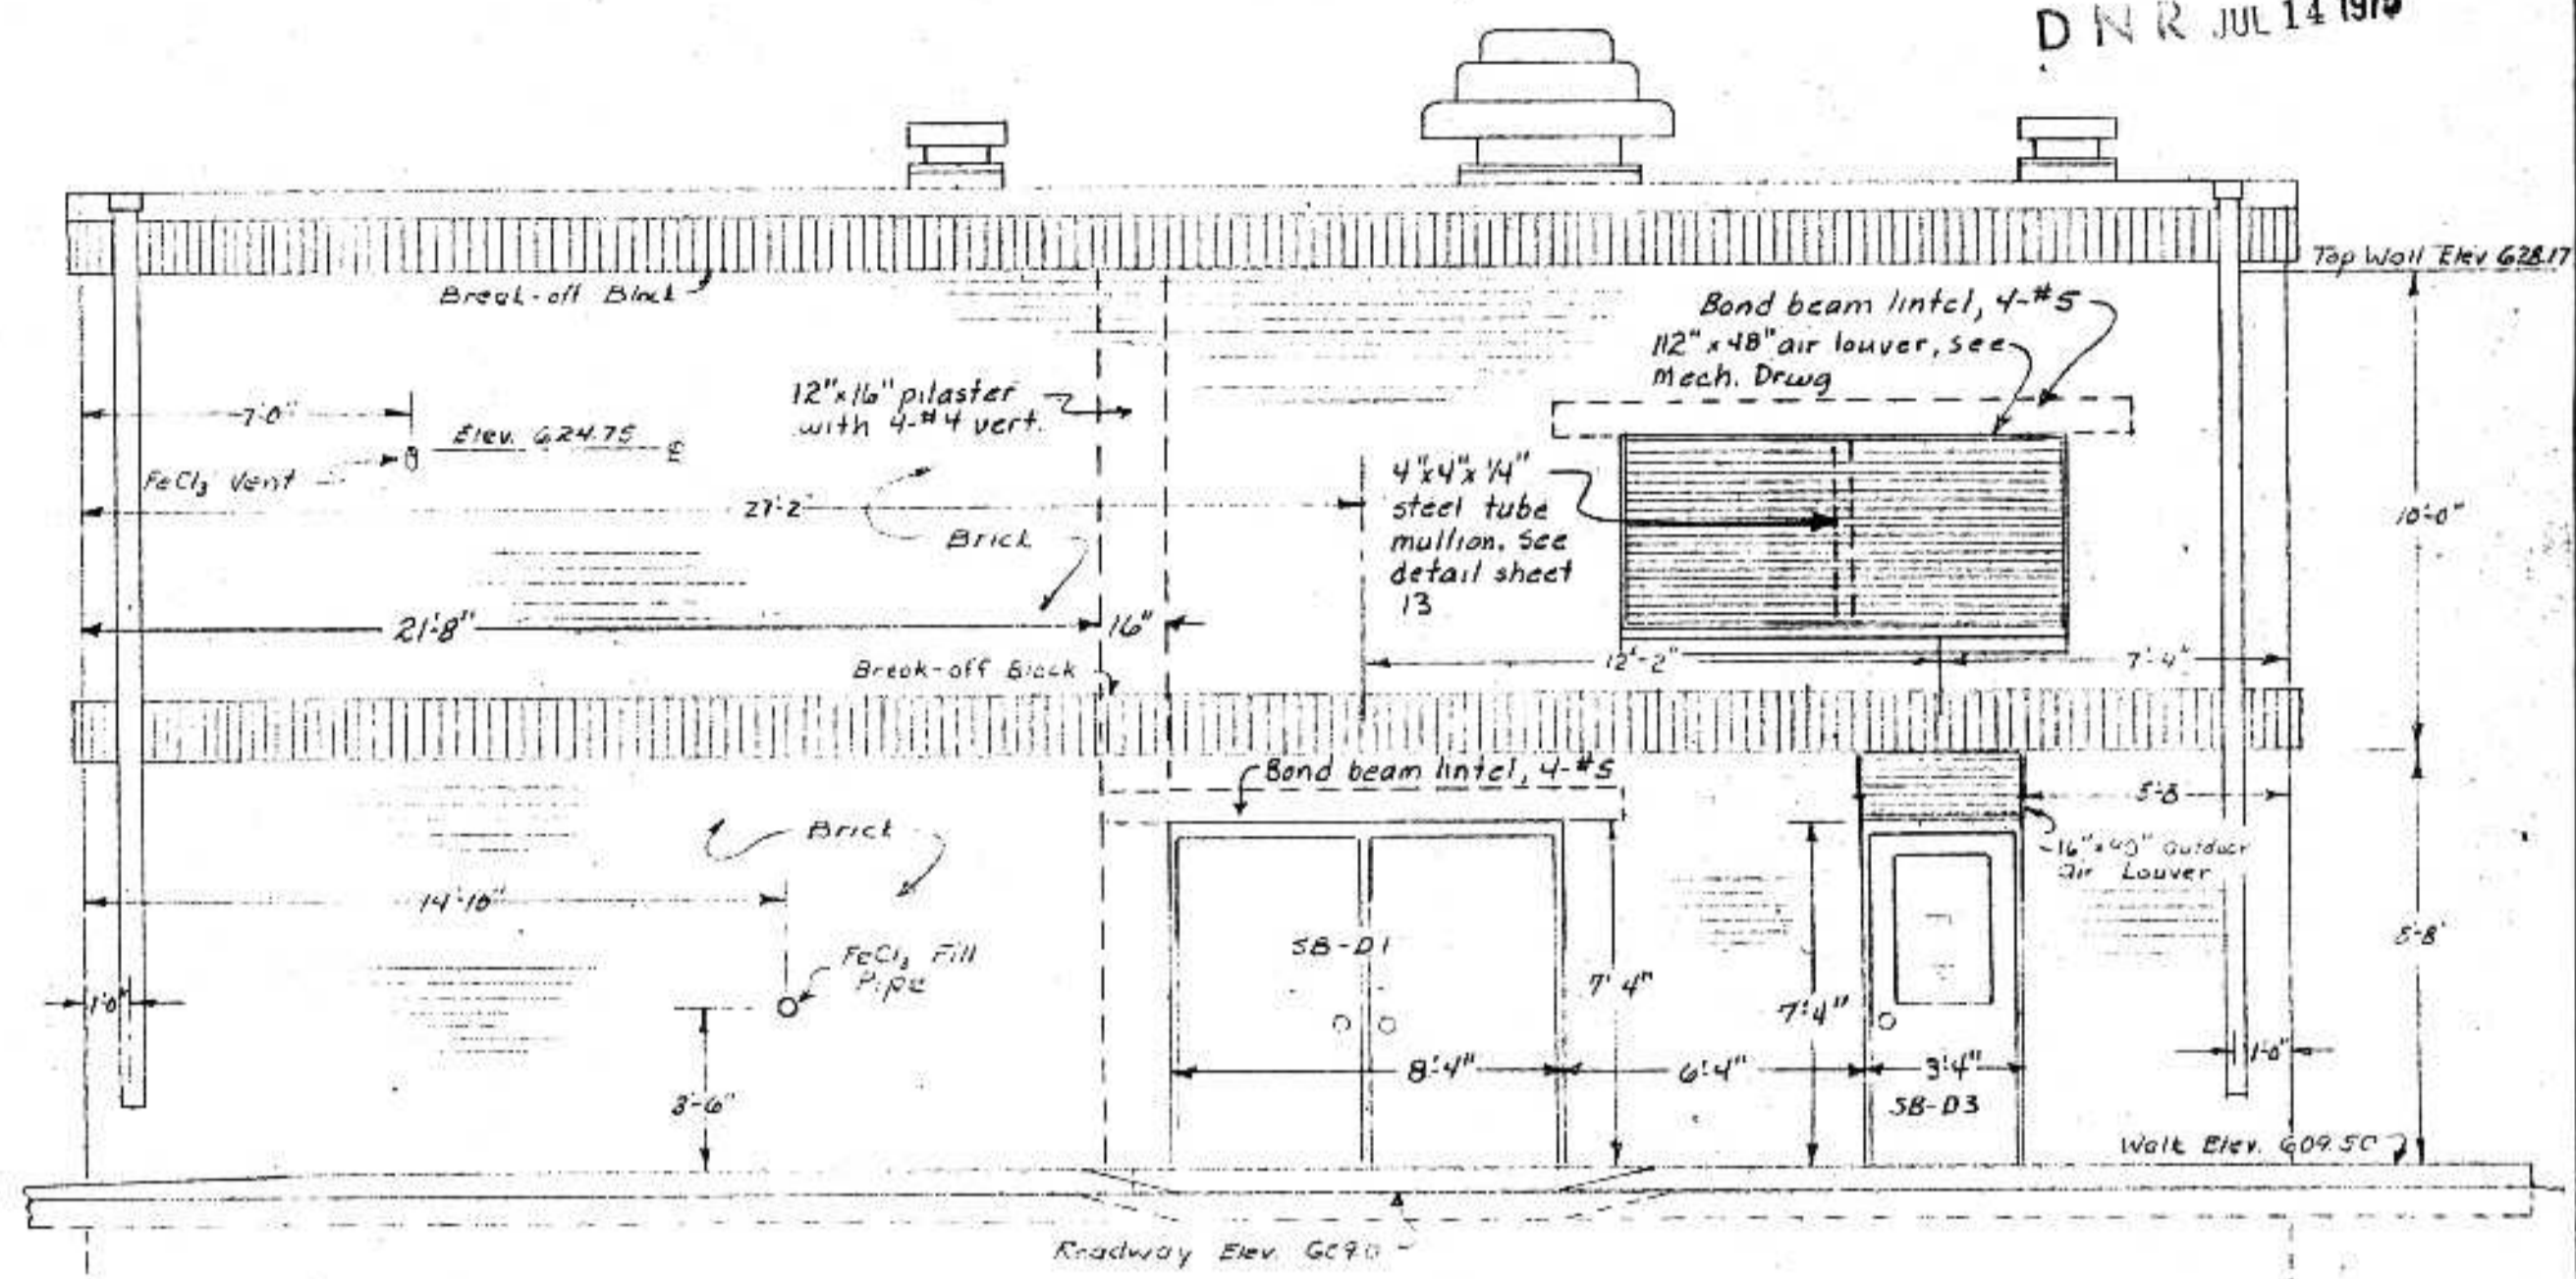 D N R JUL 14 197
Top Wall Elev 628.17
Break-off Block
Bond beam lintel, 4-#5
112"x48" air louver, see
Mech. Drwg
12"x16" pilaster
with 4-#4 vert.
7'-0"
Elev. 624.75
FeCl₃ Vent
27'-2"
Brick
4"x4"x1/4"
steel tube
mullion. See
detail sheet
13
10'-0"
21'-8"
16"
Break-off Block
12'-2"
7'-4"
Bond beam lintel, 4-#5
5'-8
16"x40" Outdoor
air Louver
Brick
14'-10"
SB-D1
FeCl₃ Fill
Pipe
7'4"
7'-4"
8'-8"
1'0"
8'-4"
6'-4"
3'-4"
1'-0"
3'-6"
SB-D3
Walk Elev. 609.50
Roadway Elev. 609.0